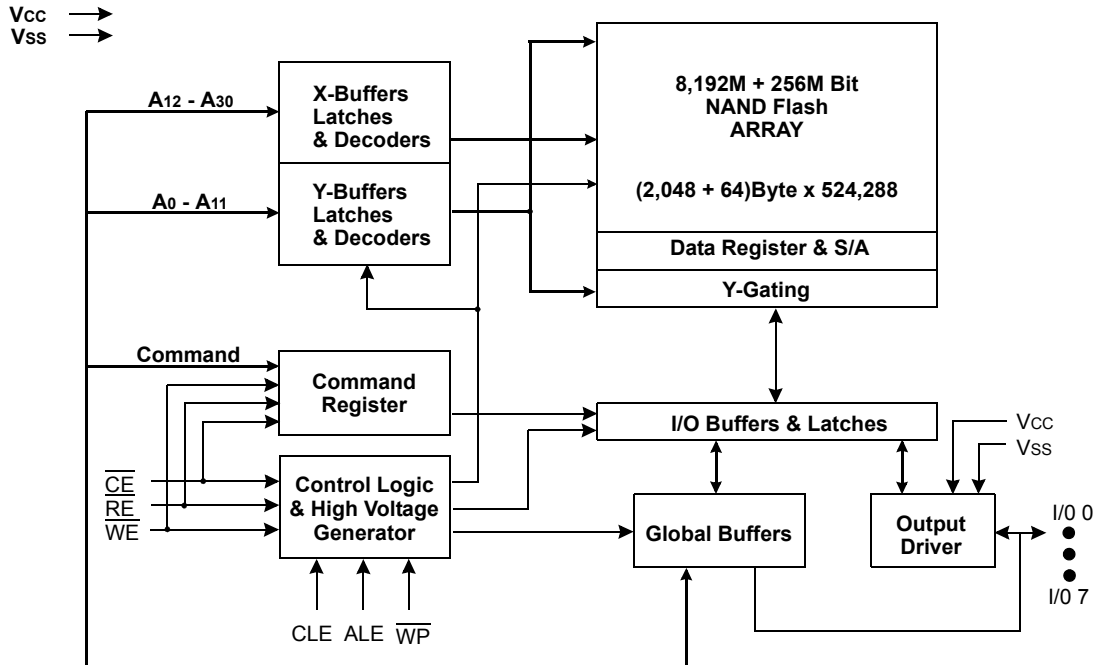 VCC
VSS
A12 - A30
X-Buffers
Latches
& Decoders
8,192M + 256M Bit
NAND Flash
ARRAY
(2,048 + 64)Byte x 524,288
A0 - A11
Y-Buffers
Latches
& Decoders
Data Register & S/A
Y-Gating
Command
Command
Register
I/O Buffers & Latches
VCC
VSS
CE
RE
WE
Control Logic
& High Voltage
Generator
Global Buffers
Output
Driver
I/0 0
I/0 7
CLE ALE WP